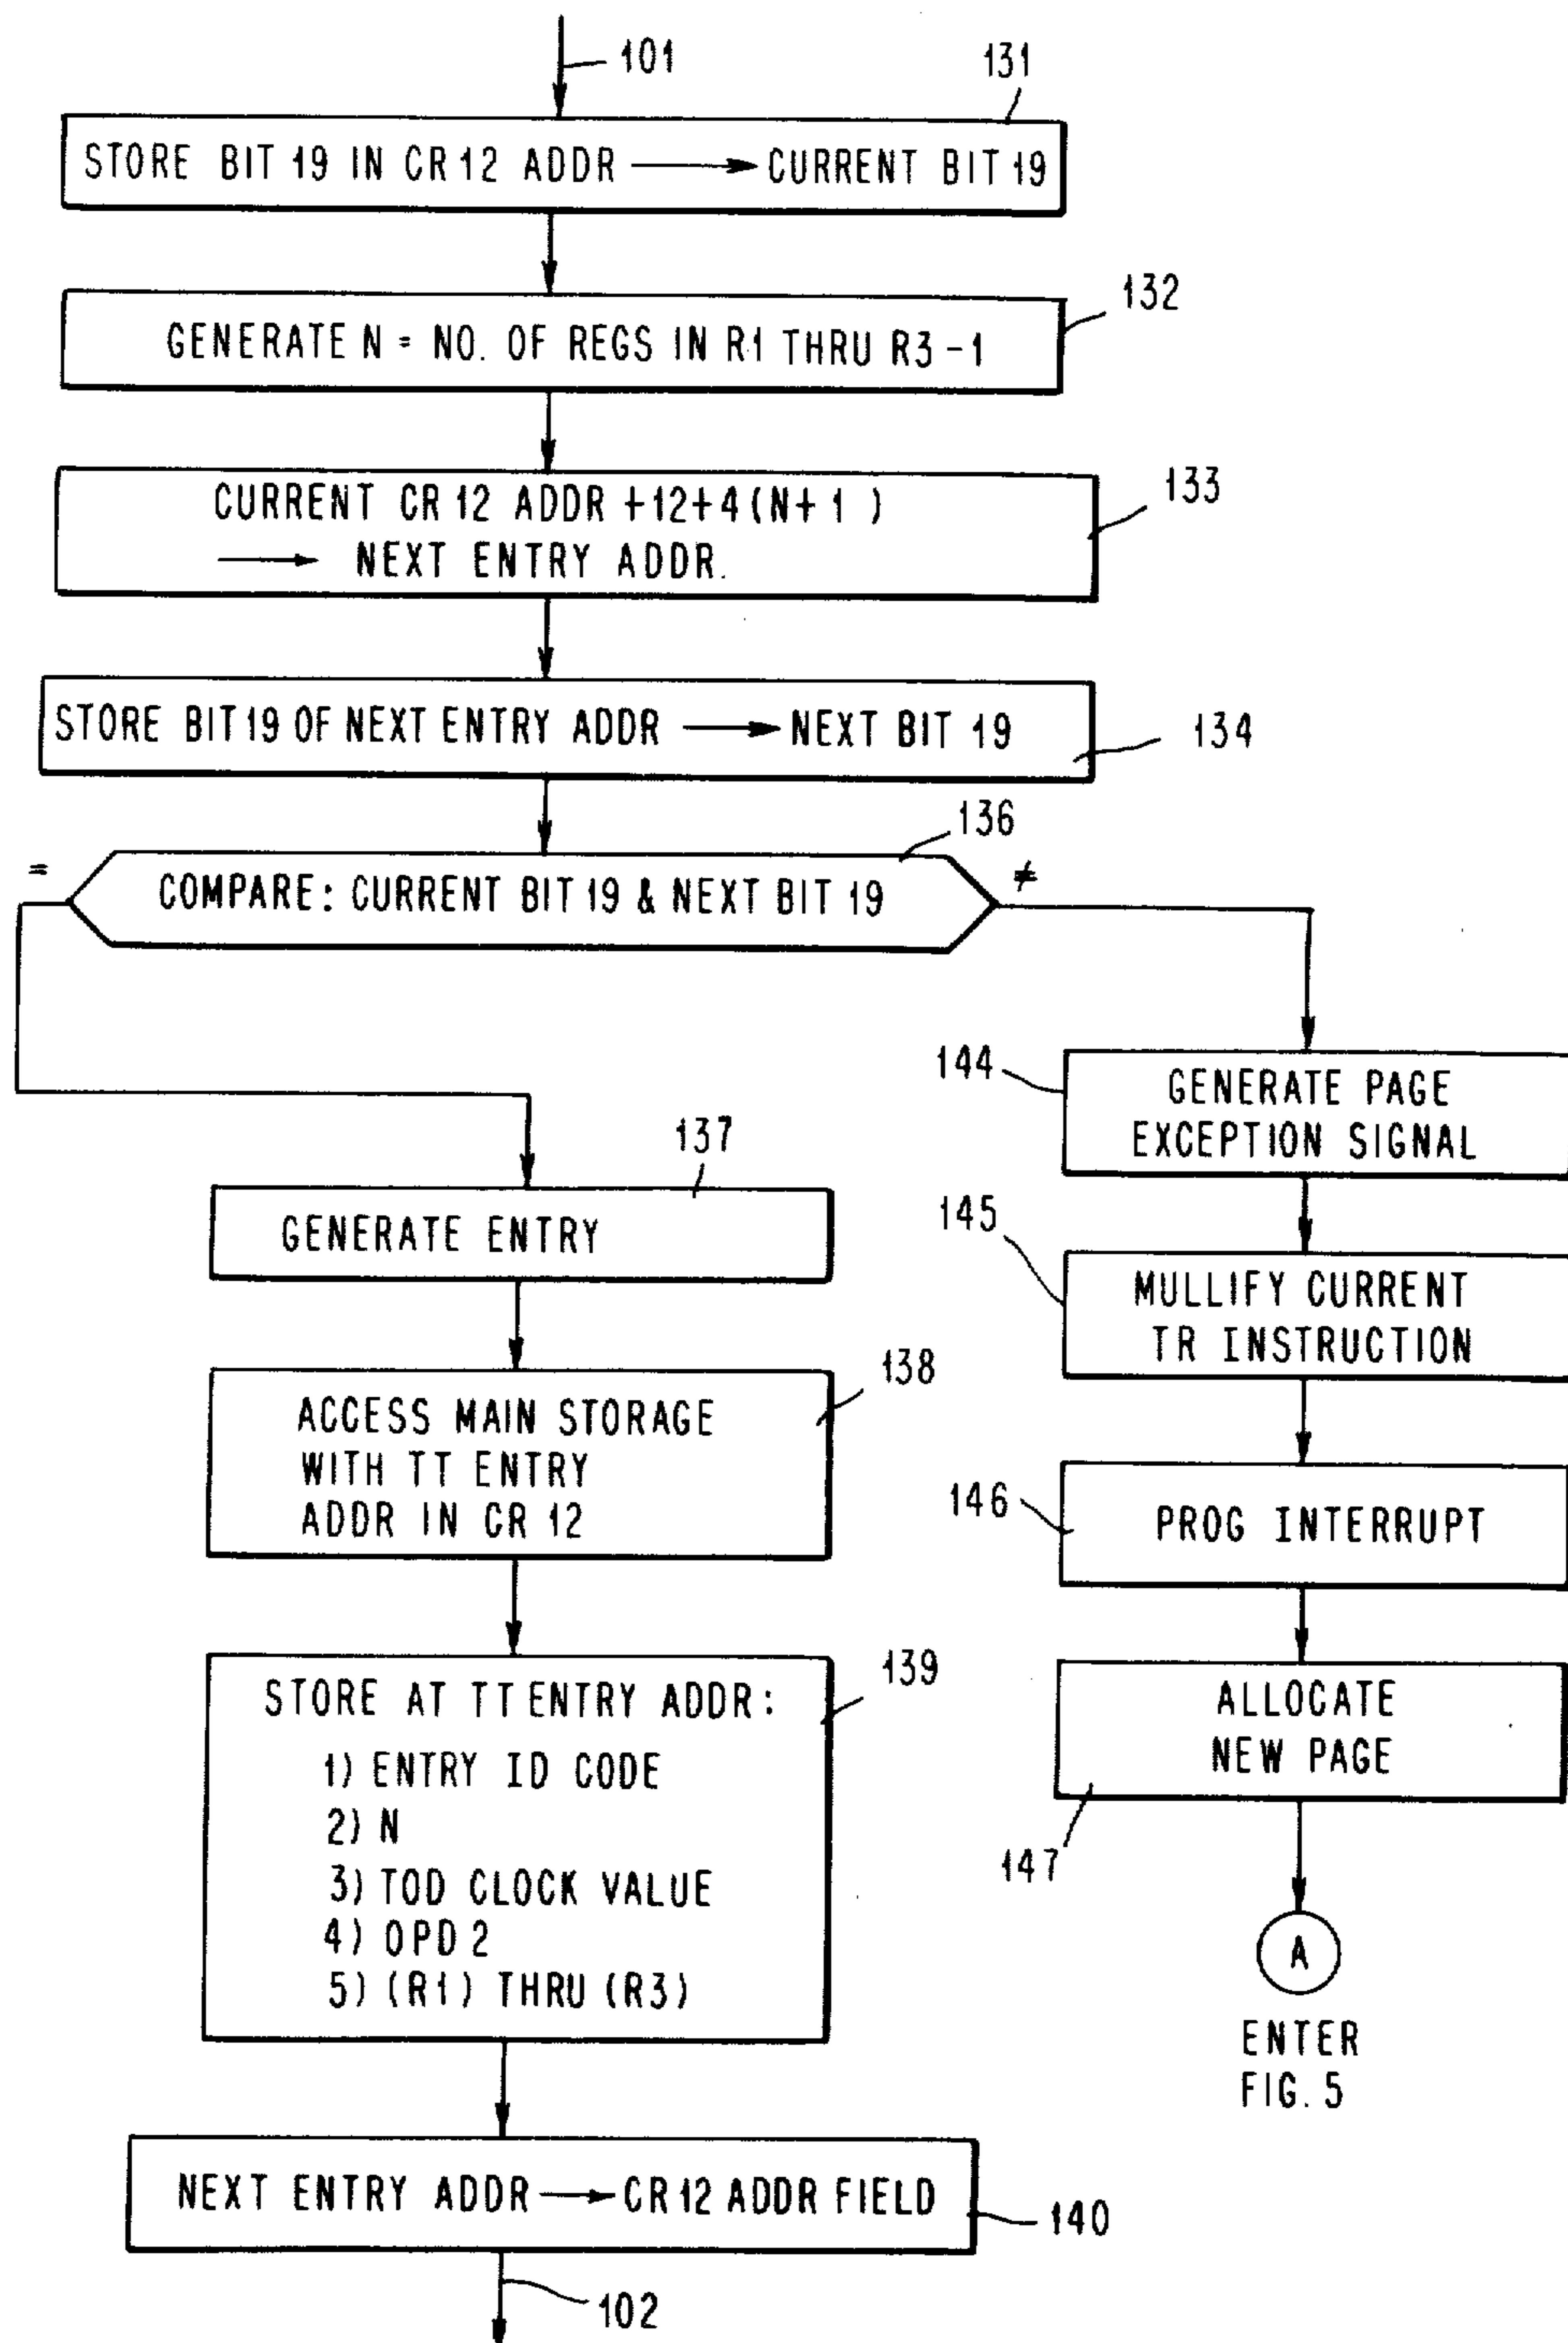 101
131
STORE BIT 19 IN CR 12 ADDR → CURRENT BIT 19
132
GENERATE N = NO. OF REGS IN R1 THRU R3 - 1
133
CURRENT CR 12 ADDR + 12 + 4 ( N + 1 )
→ NEXT ENTRY ADDR.
STORE BIT 19 OF NEXT ENTRY ADDR → NEXT BIT 19
134
136
= COMPARE: CURRENT BIT 19 & NEXT BIT 19 ≠
137
GENERATE ENTRY
138
ACCESS MAIN STORAGE
WITH TT ENTRY
ADDR IN CR 12
139
STORE AT TT ENTRY ADDR:
1) ENTRY ID CODE
2) N
3) TOD CLOCK VALUE
4) OPD 2
5) (R1) THRU (R3)
NEXT ENTRY ADDR → CR 12 ADDR FIELD
140
102
144
GENERATE PAGE
EXCEPTION SIGNAL
145
MULLIFY CURRENT
TR INSTRUCTION
146
PROG INTERRUPT
ALLOCATE
NEW PAGE
147
A
ENTER
FIG. 5